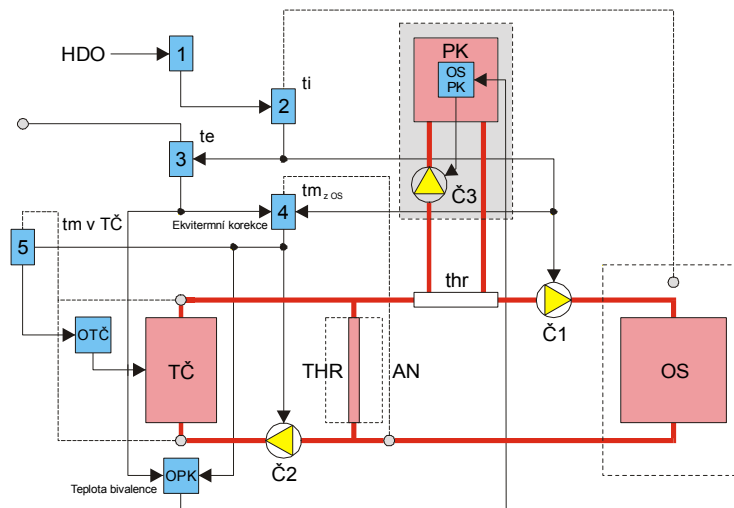 HDO
1
PK
OS
PK
ti
2
te
3
Č3
tm z OS
4
Ekvitermní korekce
tm v TČ
5
thr
Č1
OTČ
TČ
THR
AN
OS
Č2
OPK
Teplota bivalence